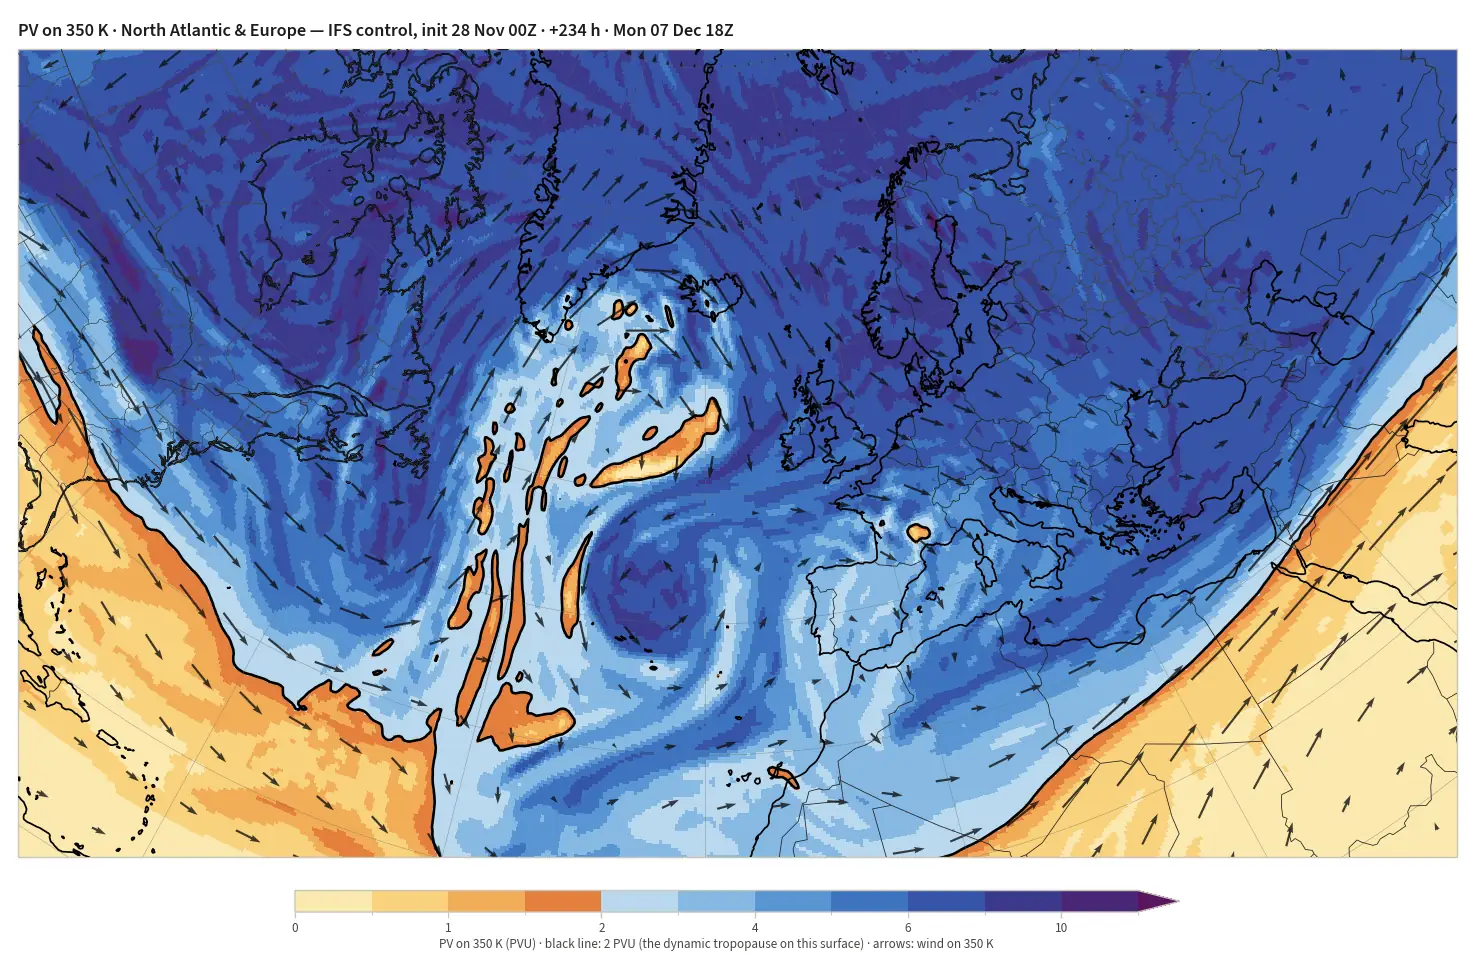 PV on 350 K · North Atlantic & Europe — IFS control, init 28 Nov 00Z · +234 h · Mon 07 Dec 18Z
0 1 2 4 6 10
PV on 350 K (PVU) · black line: 2 PVU (the dynamic tropopause on this surface) · arrows: wind on 350 K